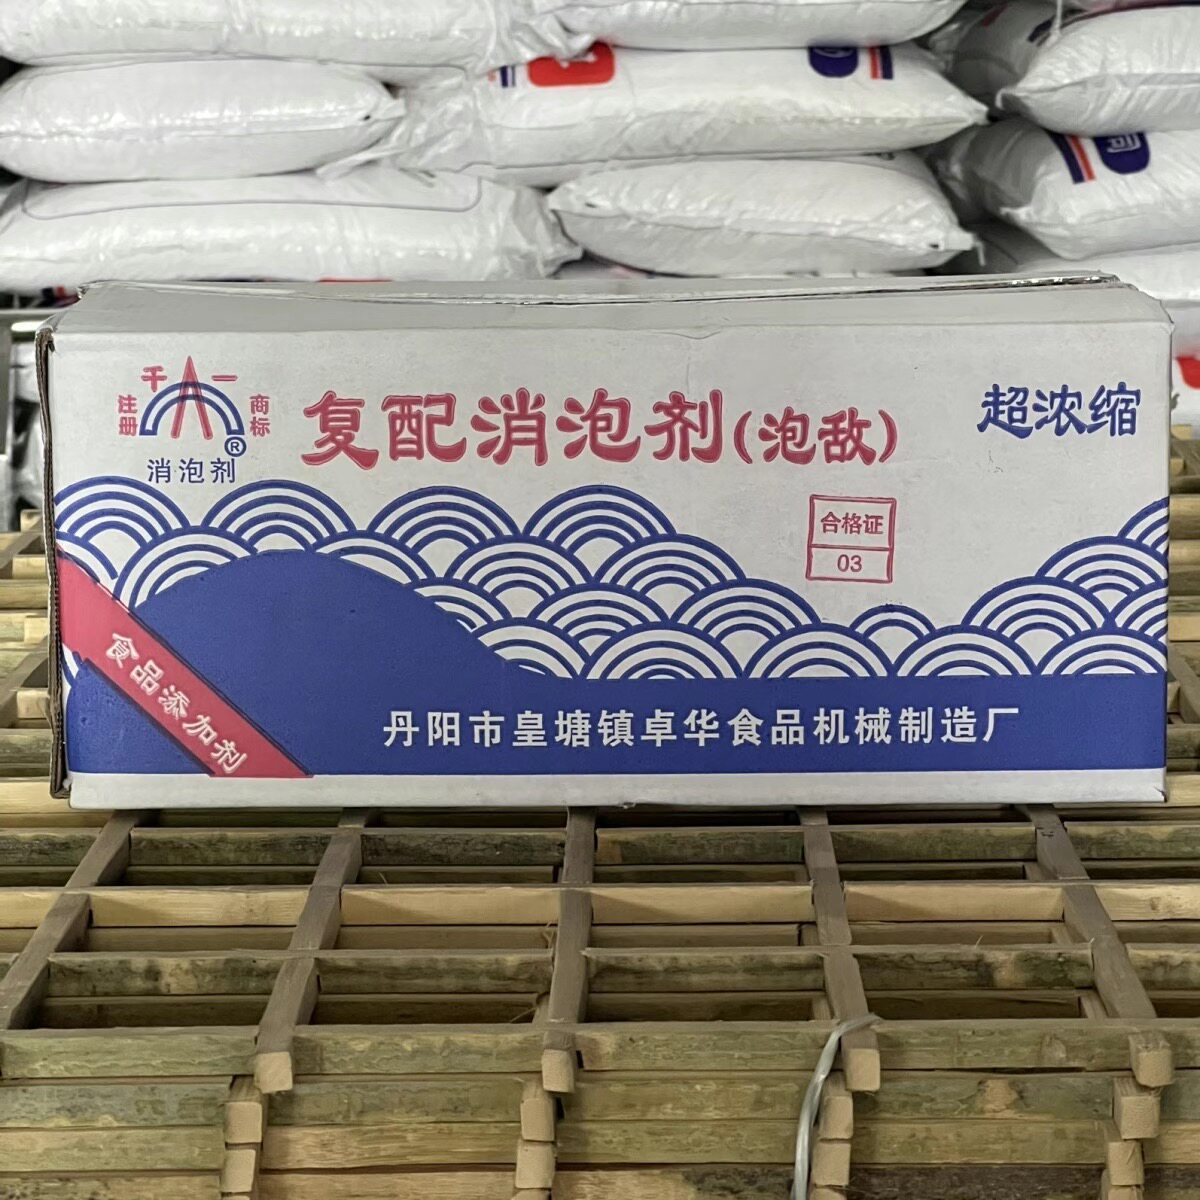 千一
注册 商标
®
消泡剂
复配消泡剂(泡敌)
超浓缩
合格证
03
食品添加剂
丹阳市皇塘镇卓华食品机械制造厂
司